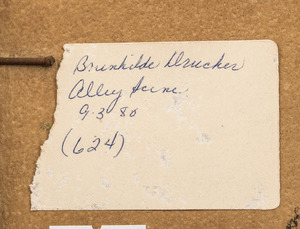 Brunhilde Drucker
Alley Scene
9-3 80
(624)